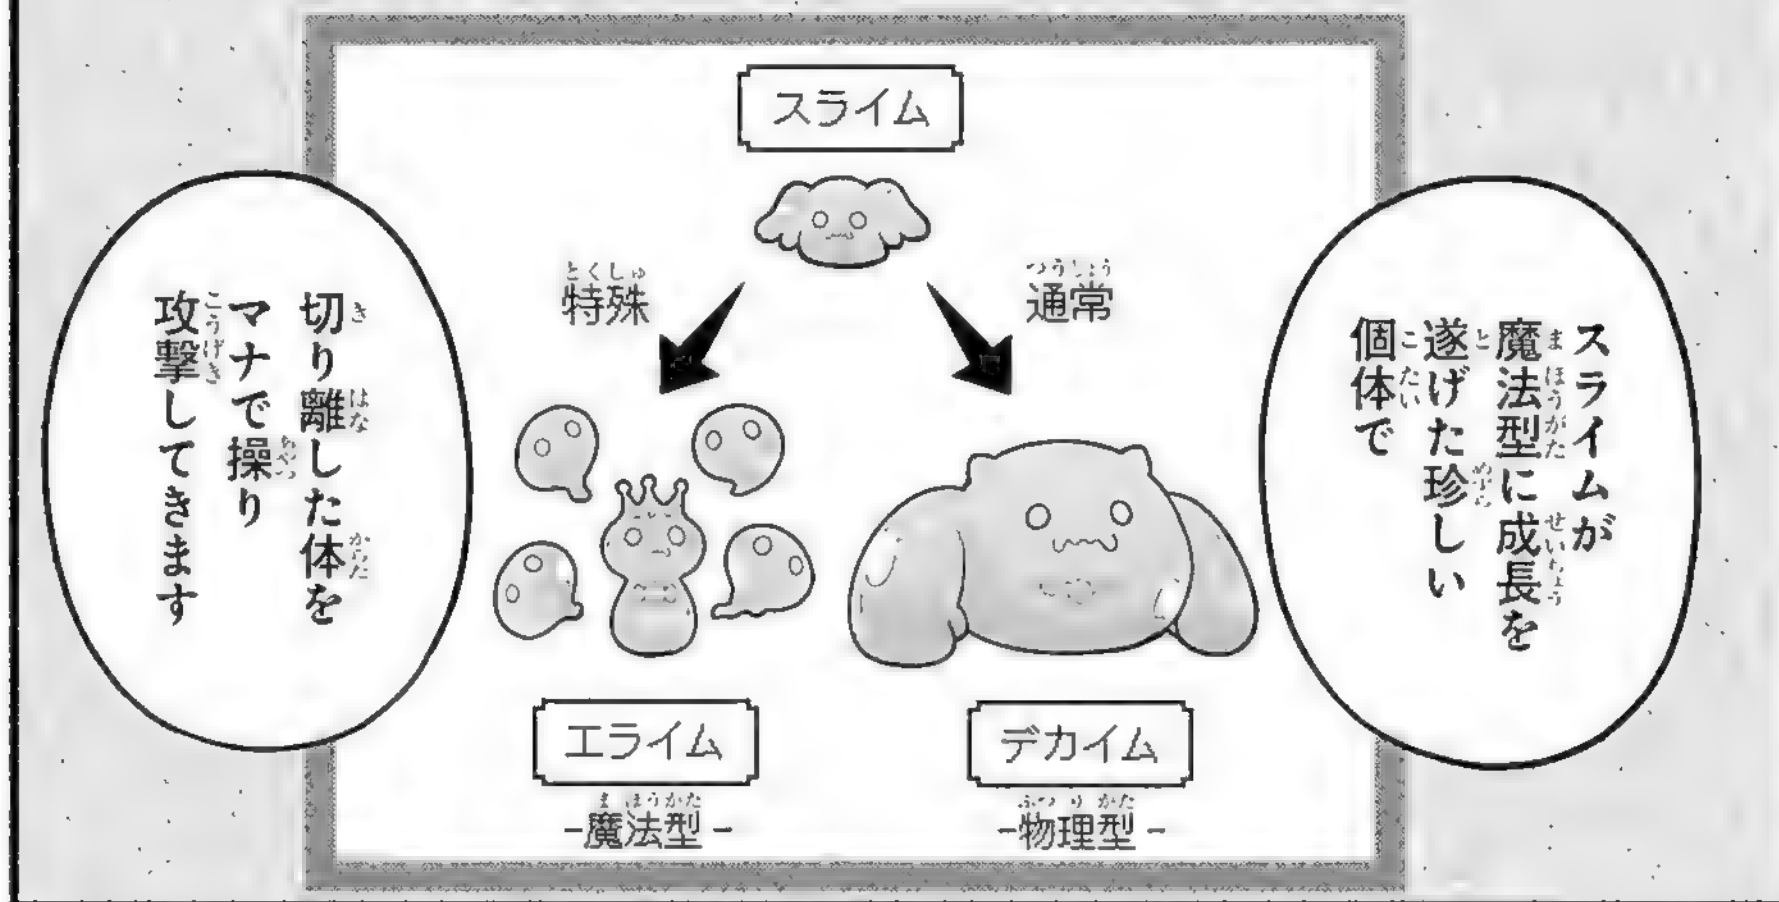 スライムが
魔法型に成長を
遂げた珍しい
個体で
スライム
通常
特殊
デカイム
-物理型-
エライム
-魔法型-
切り離した体を
マナで操り
攻撃してきます